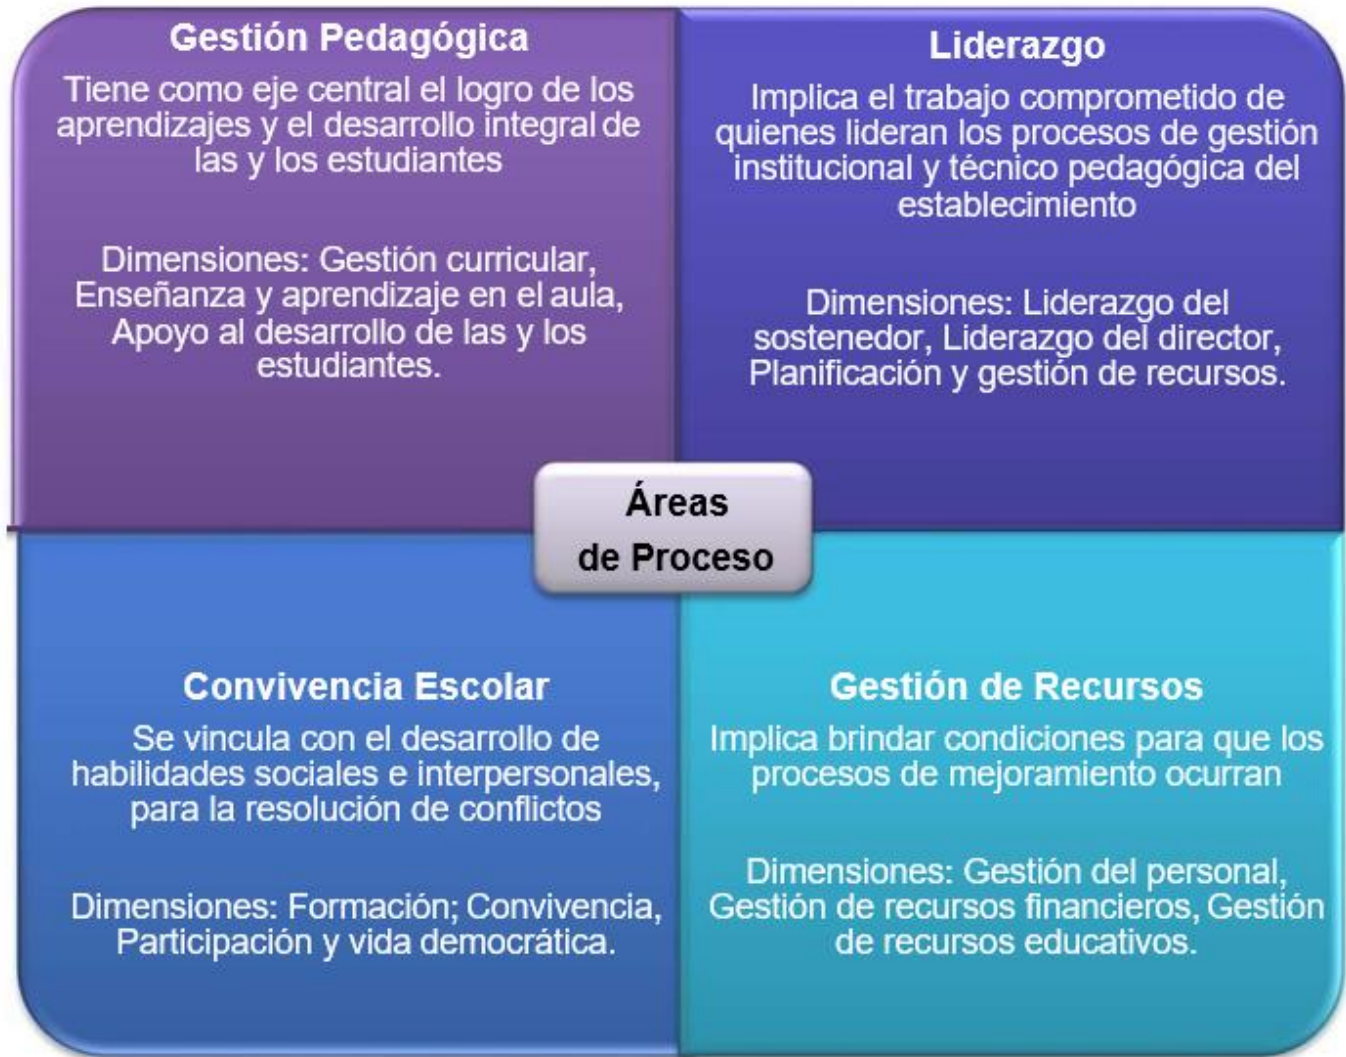 Gestión Pedagógica
Tiene como eje central el logro de los
aprendizajes y el desarrollo integral de
las y los estudiantes
Dimensiones: Gestión curricular,
Enseñanza y aprendizaje en el aula,
Apoyo al desarrollo de las y los
estudiantes.
Liderazgo
Implica el trabajo comprometido de
quienes lideran los procesos de gestión
institucional y técnico pedagógica del
establecimiento
Dimensiones: Liderazgo del
sostenedor, Liderazgo del director,
Planificación y gestión de recursos.
Áreas
de Proceso
Convivencia Escolar
Se vincula con el desarrollo de
habilidades sociales e interpersonales,
para la resolución de conflictos
Dimensiones: Formación; Convivencia,
Participación y vida democrática.
Gestión de Recursos
Implica brindar condiciones para que los
procesos de mejoramiento ocurran
Dimensiones: Gestión del personal,
Gestión de recursos financieros, Gestión
de recursos educativos.